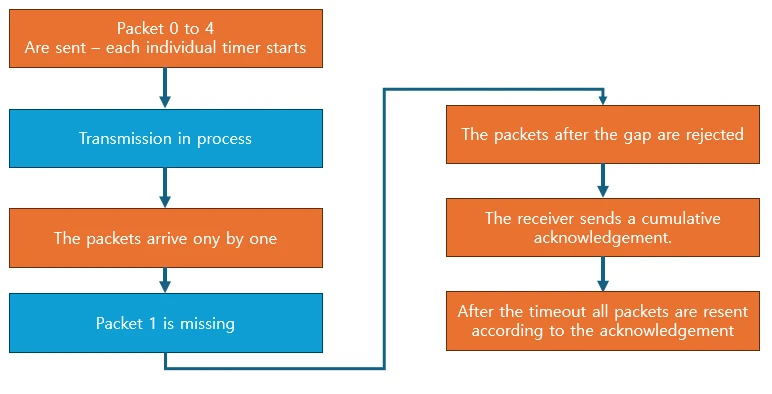 Packet 0 to 4
Are sent – each individual timer starts
Transmission in process
The packets arrive ony by one
Packet 1 is missing
The packets after the gap are rejected
The receiver sends a cumulative
acknowledgement.
After the timeout all packets are resent
according to the acknowledgement